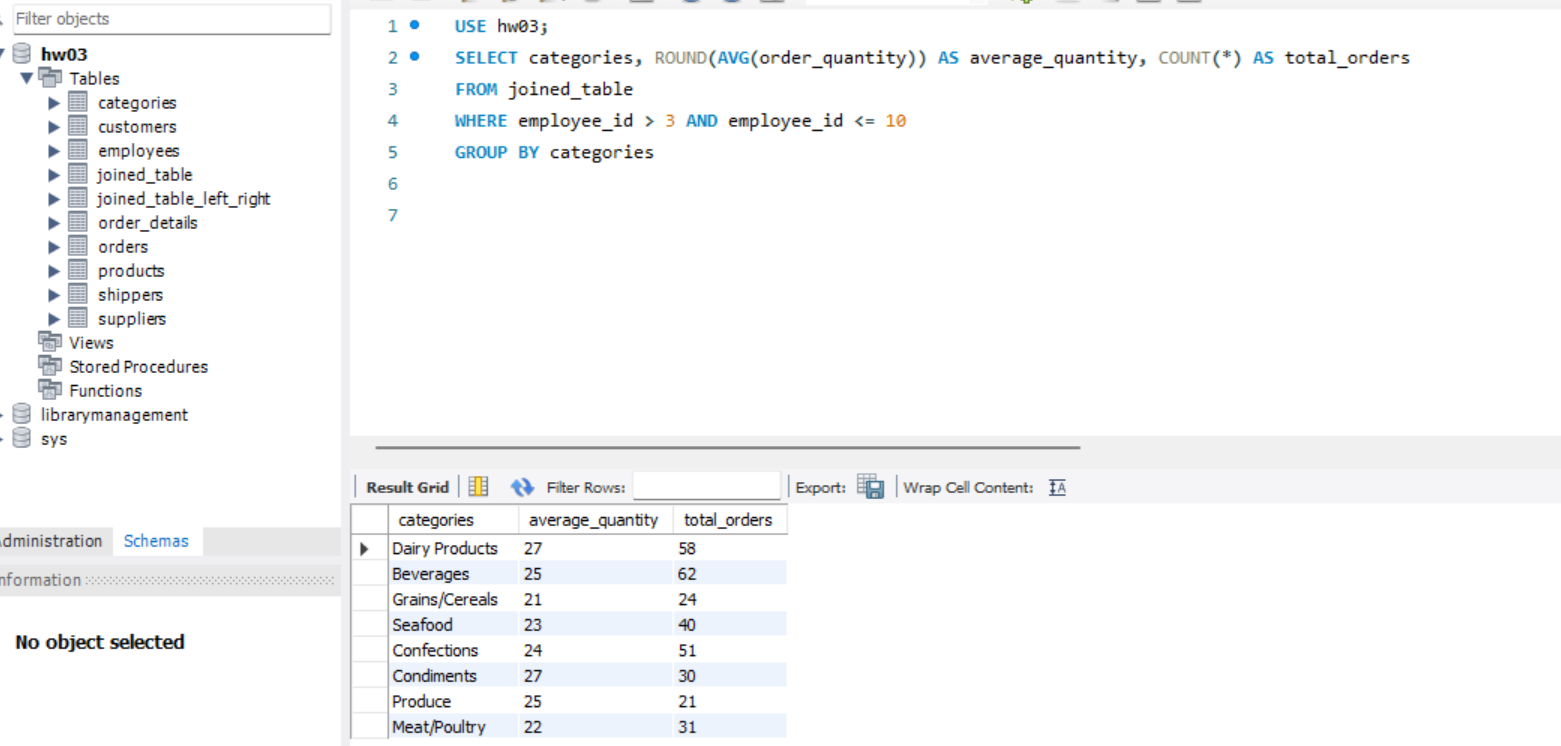 Filter objects
hw03
Tables
categories
customers
employees
joined_table
joined_table_left_right
order_details
orders
products
shippers
suppliers
Views
Stored Procedures
Functions
librarymanagement
sys
Schemas
No object selected
1 USE hw03;
2 SELECT categories, ROUND(AVG(order_quantity)) AS average_quantity, COUNT(*) AS total_orders
3 FROM joined_table
4 WHERE employee_id > 3 AND employee_id <= 10
5 GROUP BY categories
6
7
Result Grid Filter Rows: Export: Wrap Cell Content:
categories average_quantity total_orders
Dairy Products 27 58
Beverages 25 62
Grains/Cereals 21 24
Seafood 23 40
Confections 24 51
Condiments 27 30
Produce 25 21
Meat/Poultry 22 31